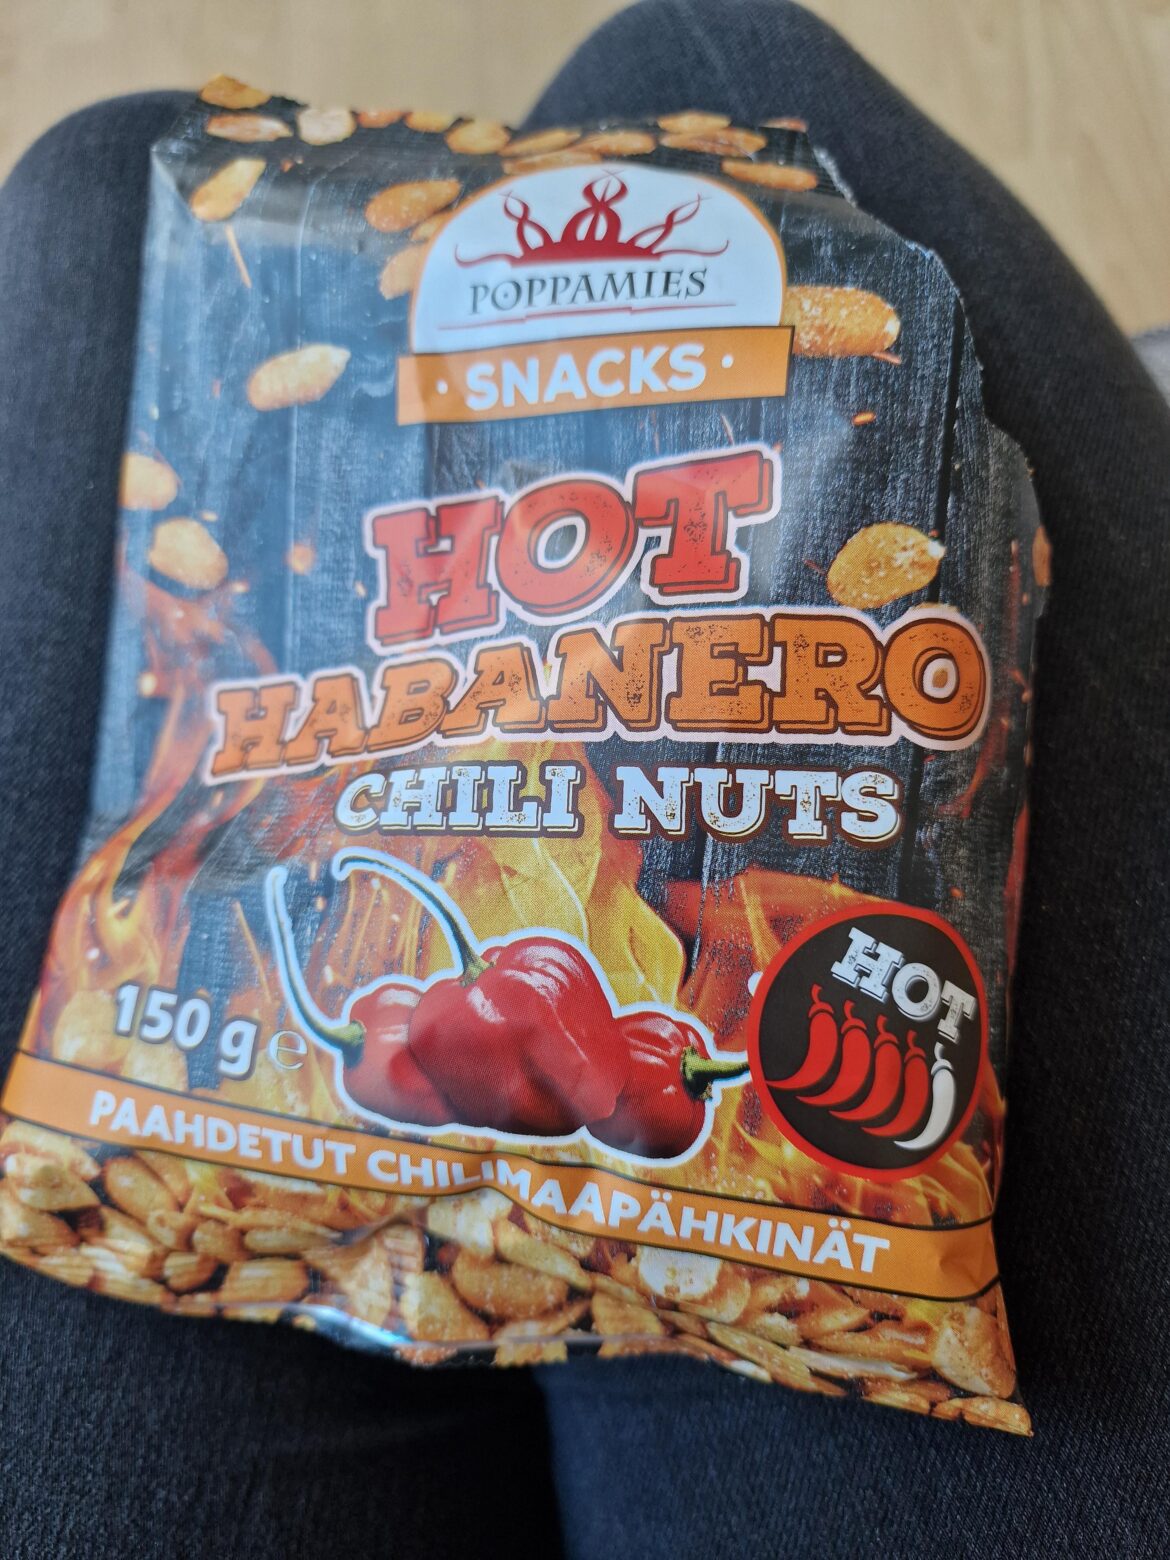 POPPAMIES
· SNACKS ·
HOT
HABANERO
CHILI NUTS
HOT
150 g ℮
PAAHDETUT CHILIMAAPÄHKINÄT